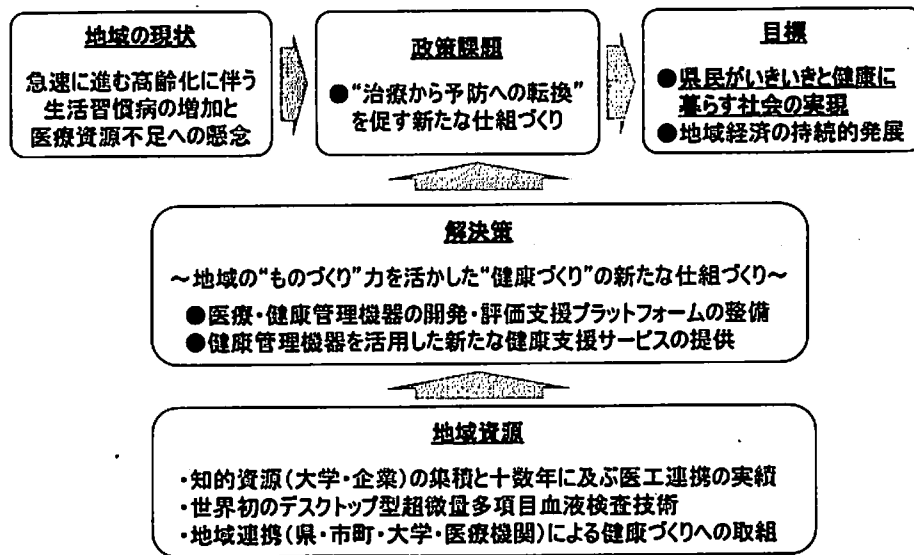 地域の現状
急速に進む高齢化に伴う
生活習慣病の増加と
医療資源不足への懸念
政策課題
●“治療から予防への転換”
を促す新たな仕組づくり
目標
●県民がいきいきと健康に
暮らす社会の実現
●地域経済の持続的発展
解決策
～地域の“ものづくり”力を活かした“健康づくり”の新たな仕組づくり～
●医療・健康管理機器の開発・評価支援プラットフォームの整備
●健康管理機器を活用した新たな健康支援サービスの提供
地域資源
・知的資源（大学・企業）の集積と十数年に及ぶ医工連携の実績
・世界初のデスクトップ型超微量多項目血液検査技術
・地域連携（県・市町・大学・医療機関）による健康づくりへの取組